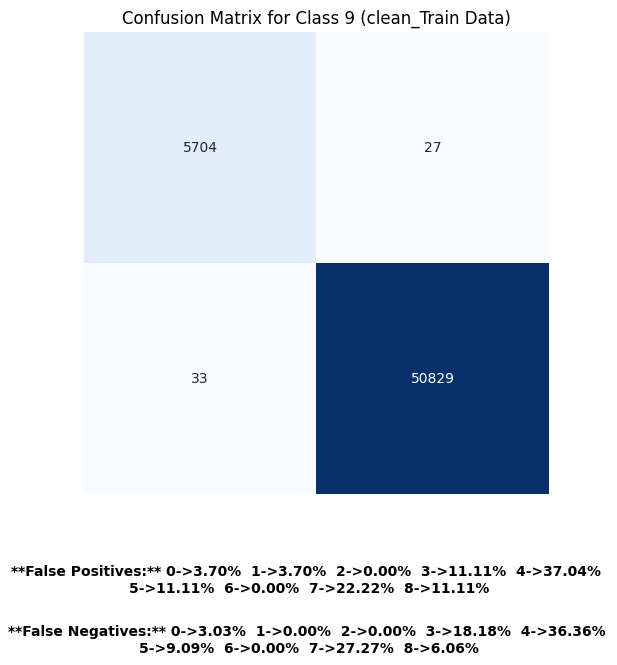 Confusion Matrix for Class 9 (clean_Train Data)
5704 27
33 50829
**False Positives:** 0->3.70% 1->3.70% 2->0.00% 3->11.11% 4->37.04%
5->11.11% 6->0.00% 7->22.22% 8->11.11%
**False Negatives:** 0->3.03% 1->0.00% 2->0.00% 3->18.18% 4->36.36%
5->9.09% 6->0.00% 7->27.27% 8->6.06%